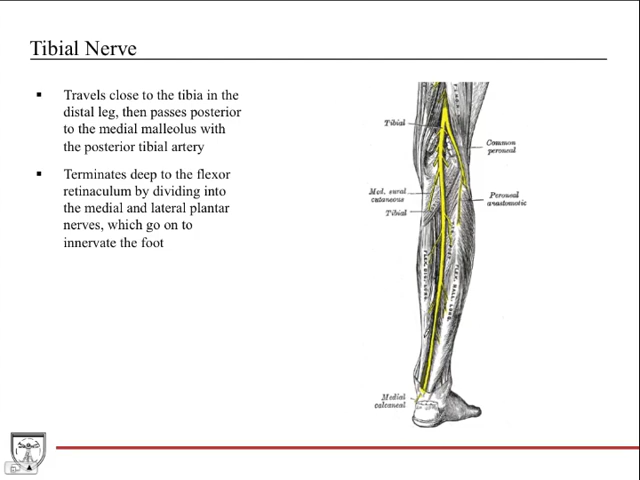 Tibial Nerve
▪ Travels close to the tibia in the
distal leg, then passes posterior
to the medial malleolus with
the posterior tibial artery
▪ Terminates deep to the flexor
retinaculum by dividing into
the medial and lateral plantar
nerves, which go on to
innervate the foot
Tibial
Common
peroneal
Med. sural
cutaneous
Tibial
Peroneal
anastomotic
Medial
calcaneal